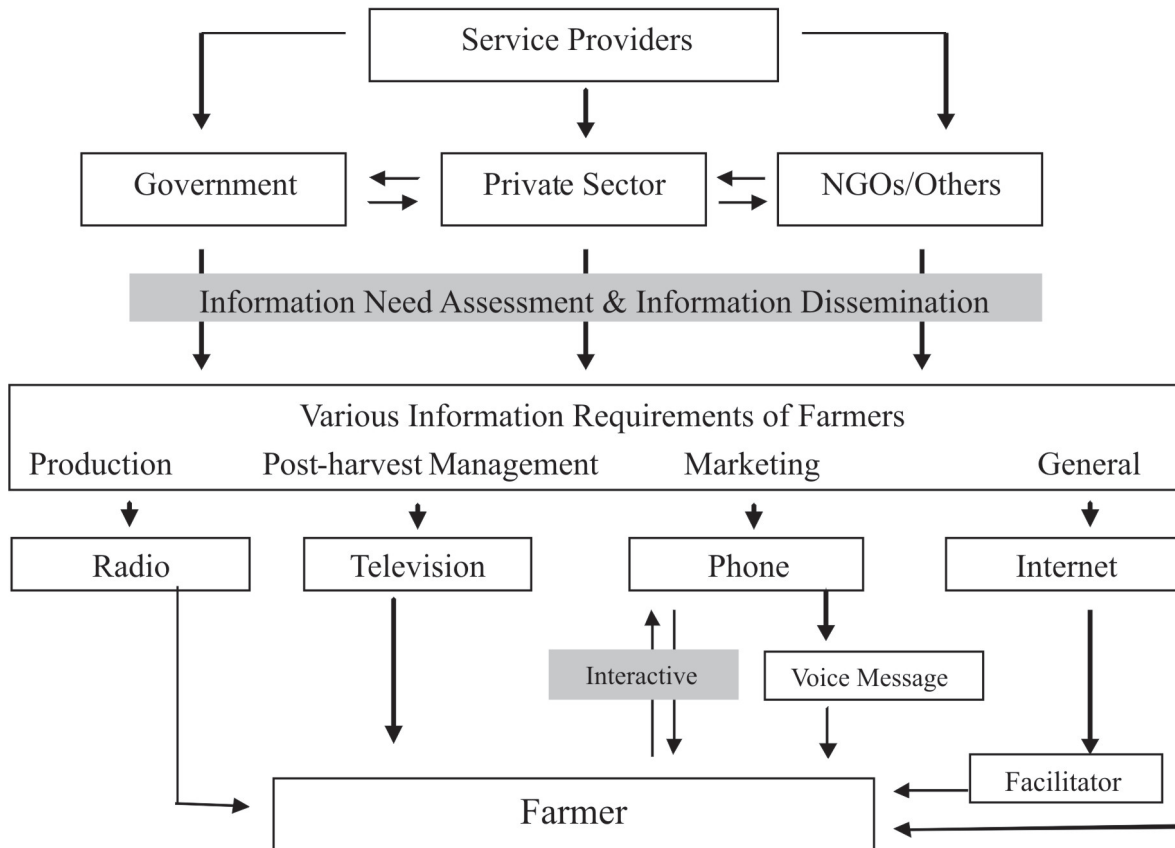 Service Providers
Government
Private Sector
NGOs/Others
Information Need Assessment & Information Dissemination
Various Information Requirements of Farmers
Production
Post-harvest Management
Marketing
General
Radio
Television
Phone
Internet
Interactive
Voice Message
Facilitator
Farmer